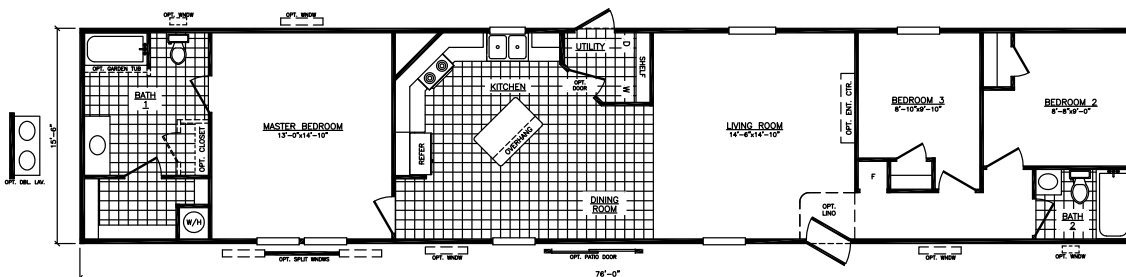 OPT. WNDW
OPT. WNDW
OPT. GARDEN TUB
BATH
1
OPT. CLOSET
OPT. DBL. LAV.
15'-6"
W/H
MASTER BEDROOM
13'-0"x14'-10"
OPT. SPLIT WNDWS
REFER
KITCHEN
OVERHANG
DINING
ROOM
UTILITY
OPT.
DOOR
D
W
SHELF
OPT. WNDW
OPT. PATIO DOOR
76'-0"
LIVING ROOM
14'-6"x14'-10"
OPT. ENT. CTR.
OPT.
LINO
F
BEDROOM 3
8'-10"x9'-10"
BEDROOM 2
8'-8"x9'-0"
BATH
2
OPT. WNDW
OPT. WNDW